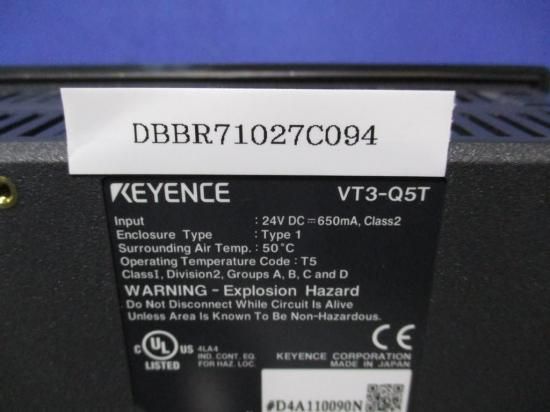 DBBR71027C094
KEYENCE VT3-Q5T
Input : 24V DC⎓650mA, Class2
Enclosure Type : Type 1
Surrounding Air Temp. : 50°C
Operating Temperature Code : T5
ClassⅠ, Division2, Groups A, B, C and D
WARNING - Explosion Hazard
Do Not Disconnect While Circuit Is Alive
Unless Area Is Known To Be Non-Hazardous.
C UL US LISTED
4LA4
IND. CONT. EQ.
FOR HAZ. LOC.
CE
KEYENCE CORPORATION
MADE IN JAPAN
#D4A110090N